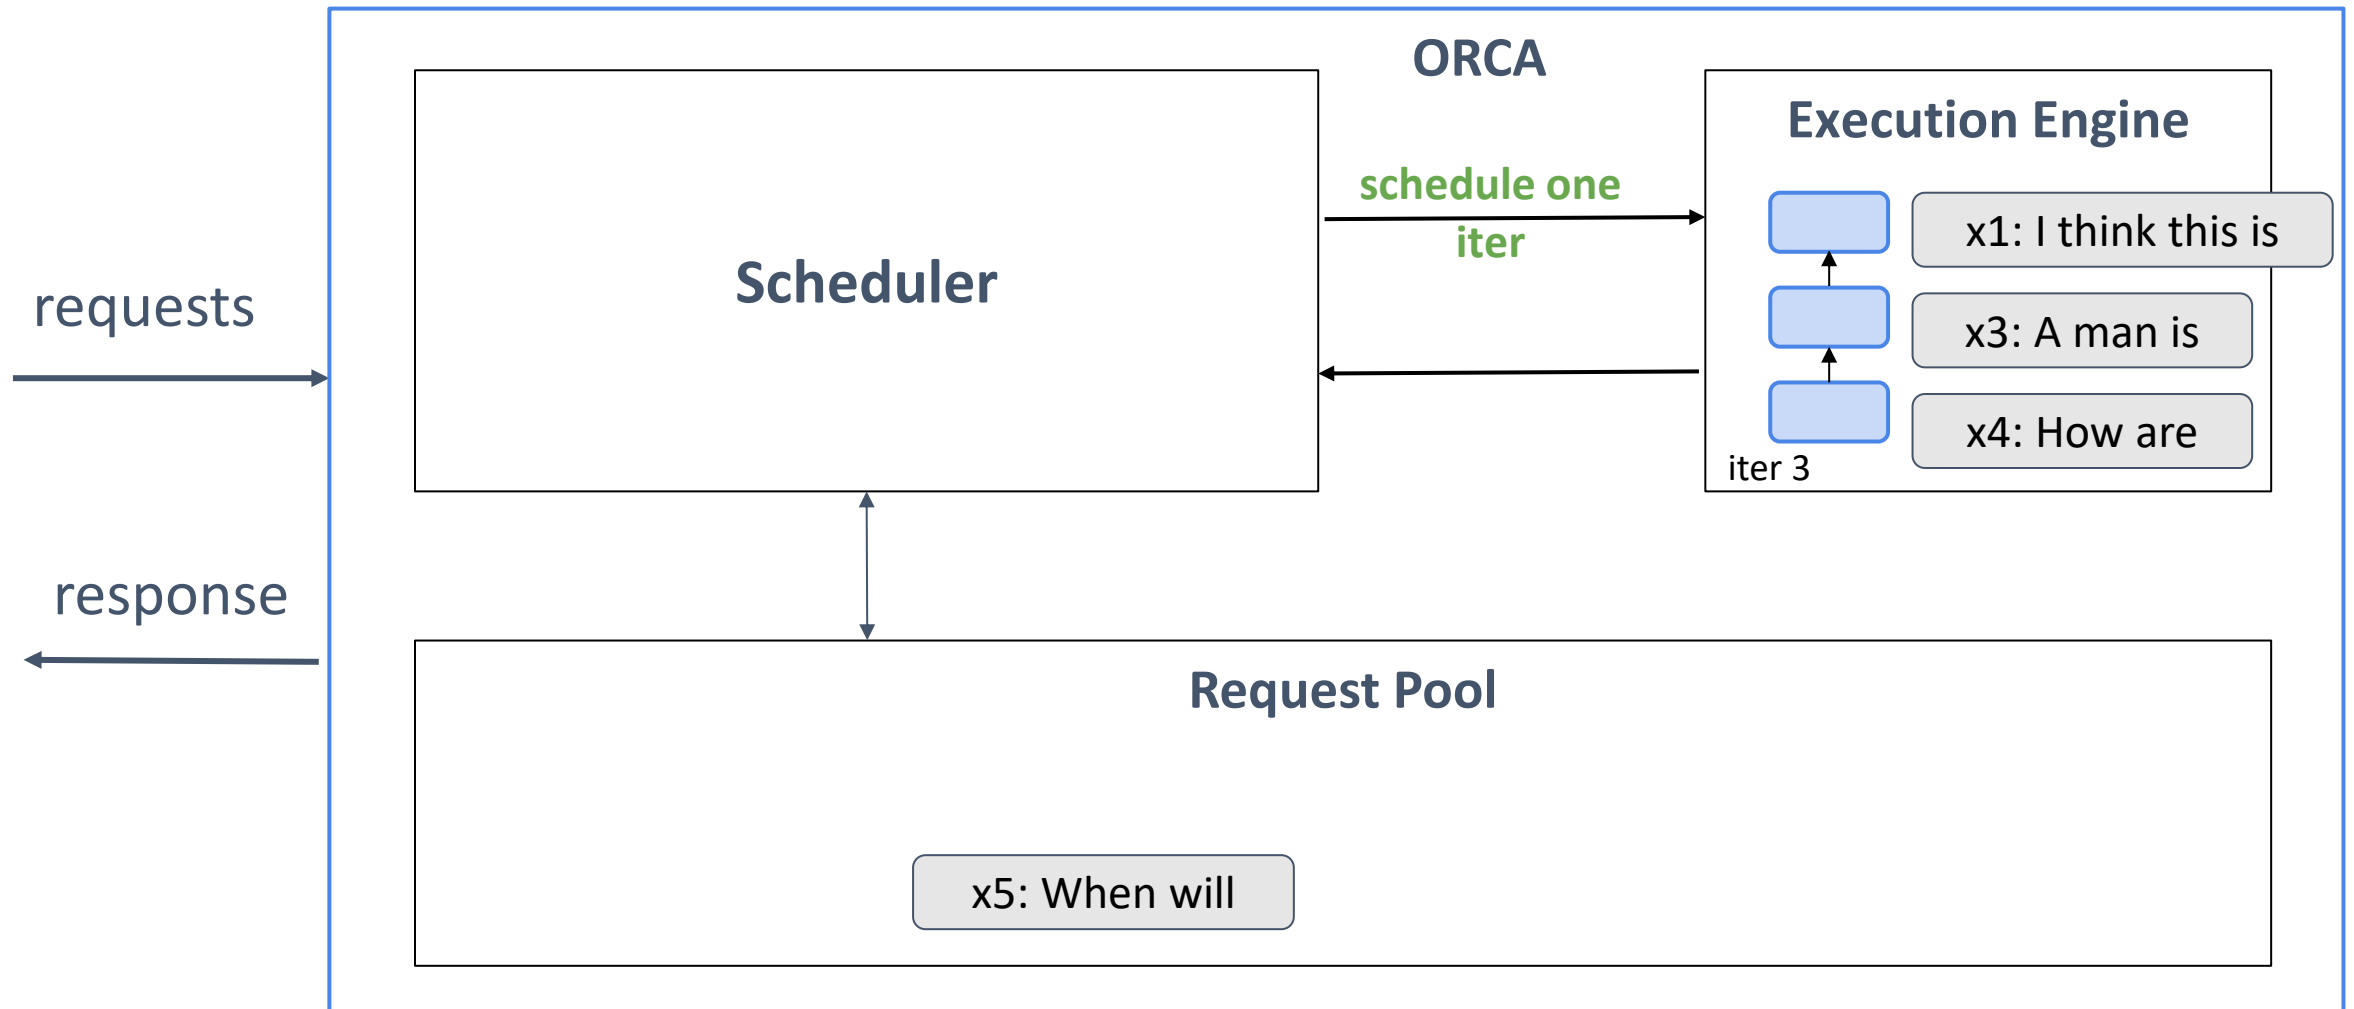 ORCA
Execution Engine
schedule one
iter
x1: I think this is
Scheduler
requests
x3: A man is
x4: How are
iter 3
response
Request Pool
x5: When will